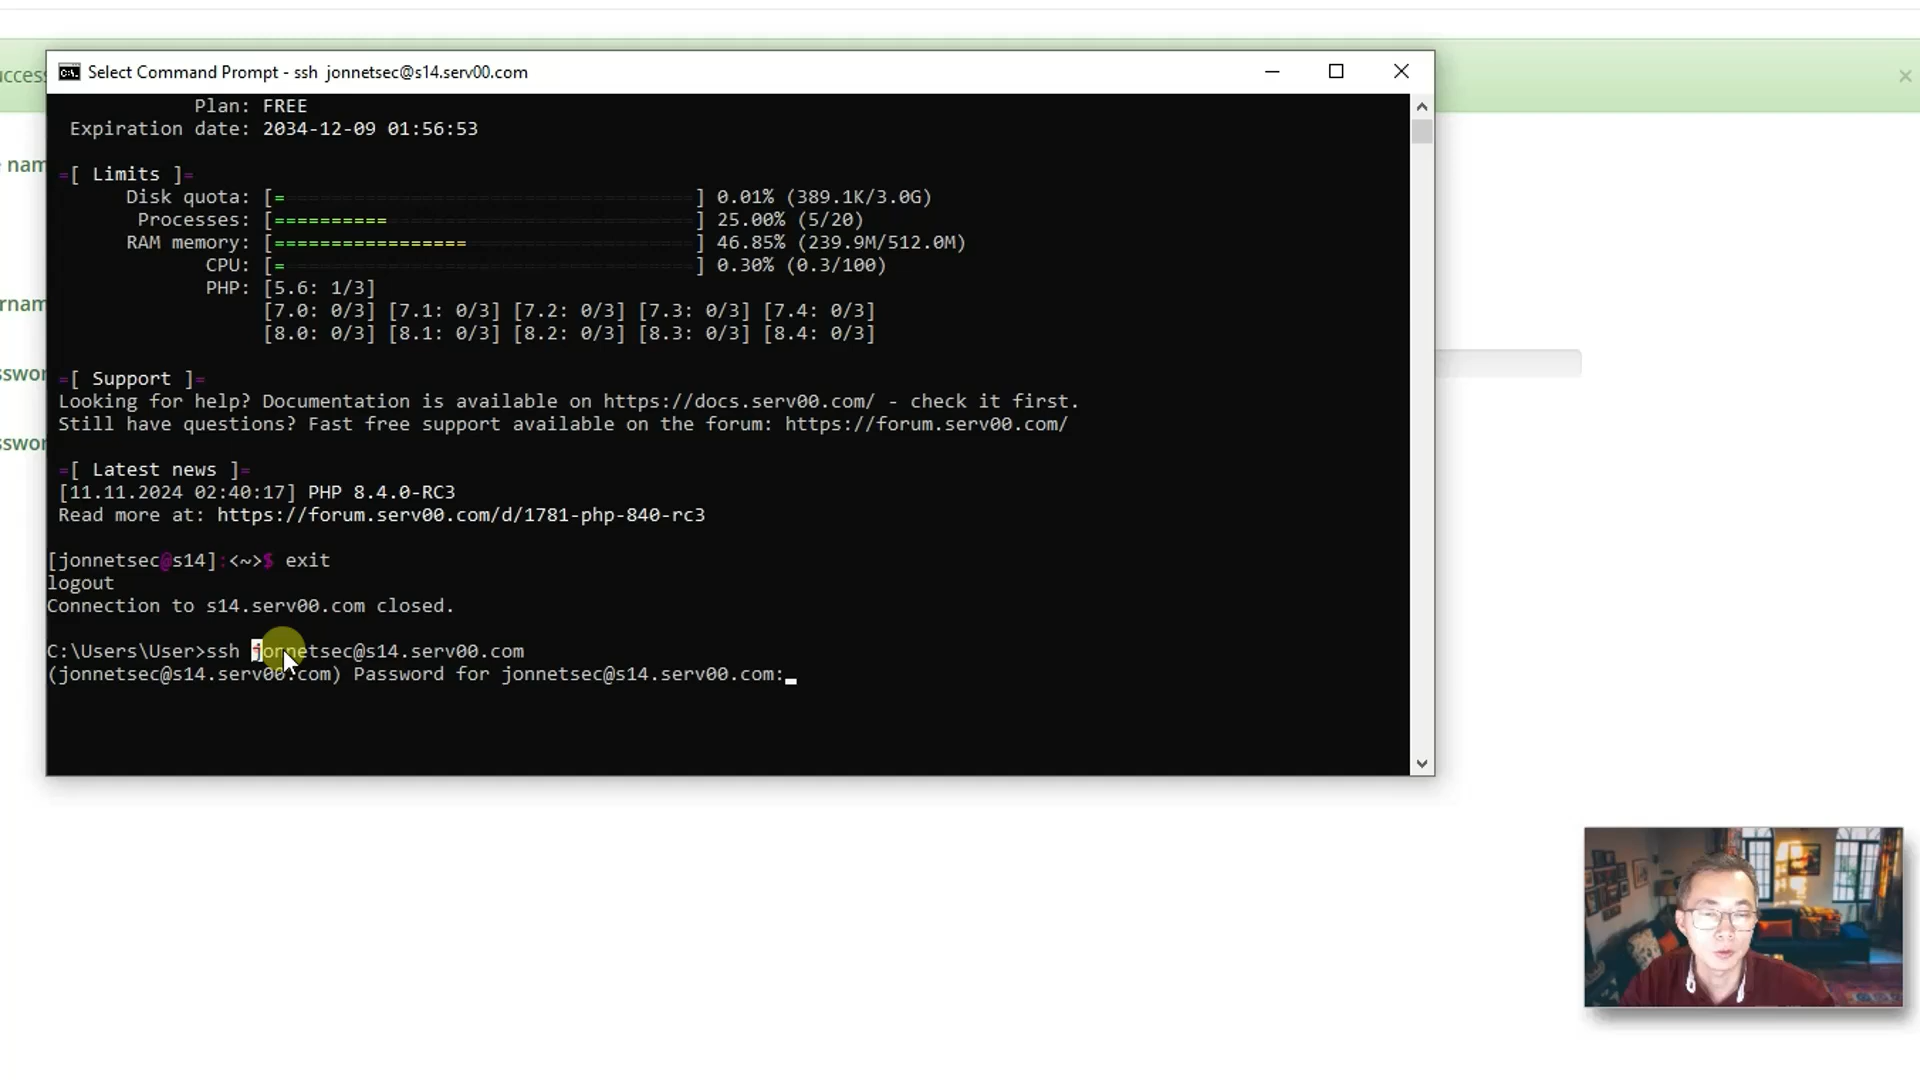 Select Command Prompt - ssh jonnetsec@s14.serv00.com
Plan: FREE
Expiration date: 2034-12-09 01:56:53
=[ Limits ]=
Disk quota: [= ] 0.01% (389.1K/3.0G)
Processes: [========== ] 25.00% (5/20)
RAM memory: [================= ] 46.85% (239.9M/512.0M)
CPU: [= ] 0.30% (0.3/100)
PHP: [5.6: 1/3]
[7.0: 0/3] [7.1: 0/3] [7.2: 0/3] [7.3: 0/3] [7.4: 0/3]
[8.0: 0/3] [8.1: 0/3] [8.2: 0/3] [8.3: 0/3] [8.4: 0/3]
=[ Support ]=
Looking for help? Documentation is available on https://docs.serv00.com/ - check it first.
Still have questions? Fast free support available on the forum: https://forum.serv00.com/
=[ Latest news ]=
[11.11.2024 02:40:17] PHP 8.4.0-RC3
Read more at: https://forum.serv00.com/d/1781-php-840-rc3
[jonnetsec@s14]:<~>$ exit
logout
Connection to s14.serv00.com closed.
C:\Users\User>ssh jonnetsec@s14.serv00.com
(jonnetsec@s14.serv00.com) Password for jonnetsec@s14.serv00.com: